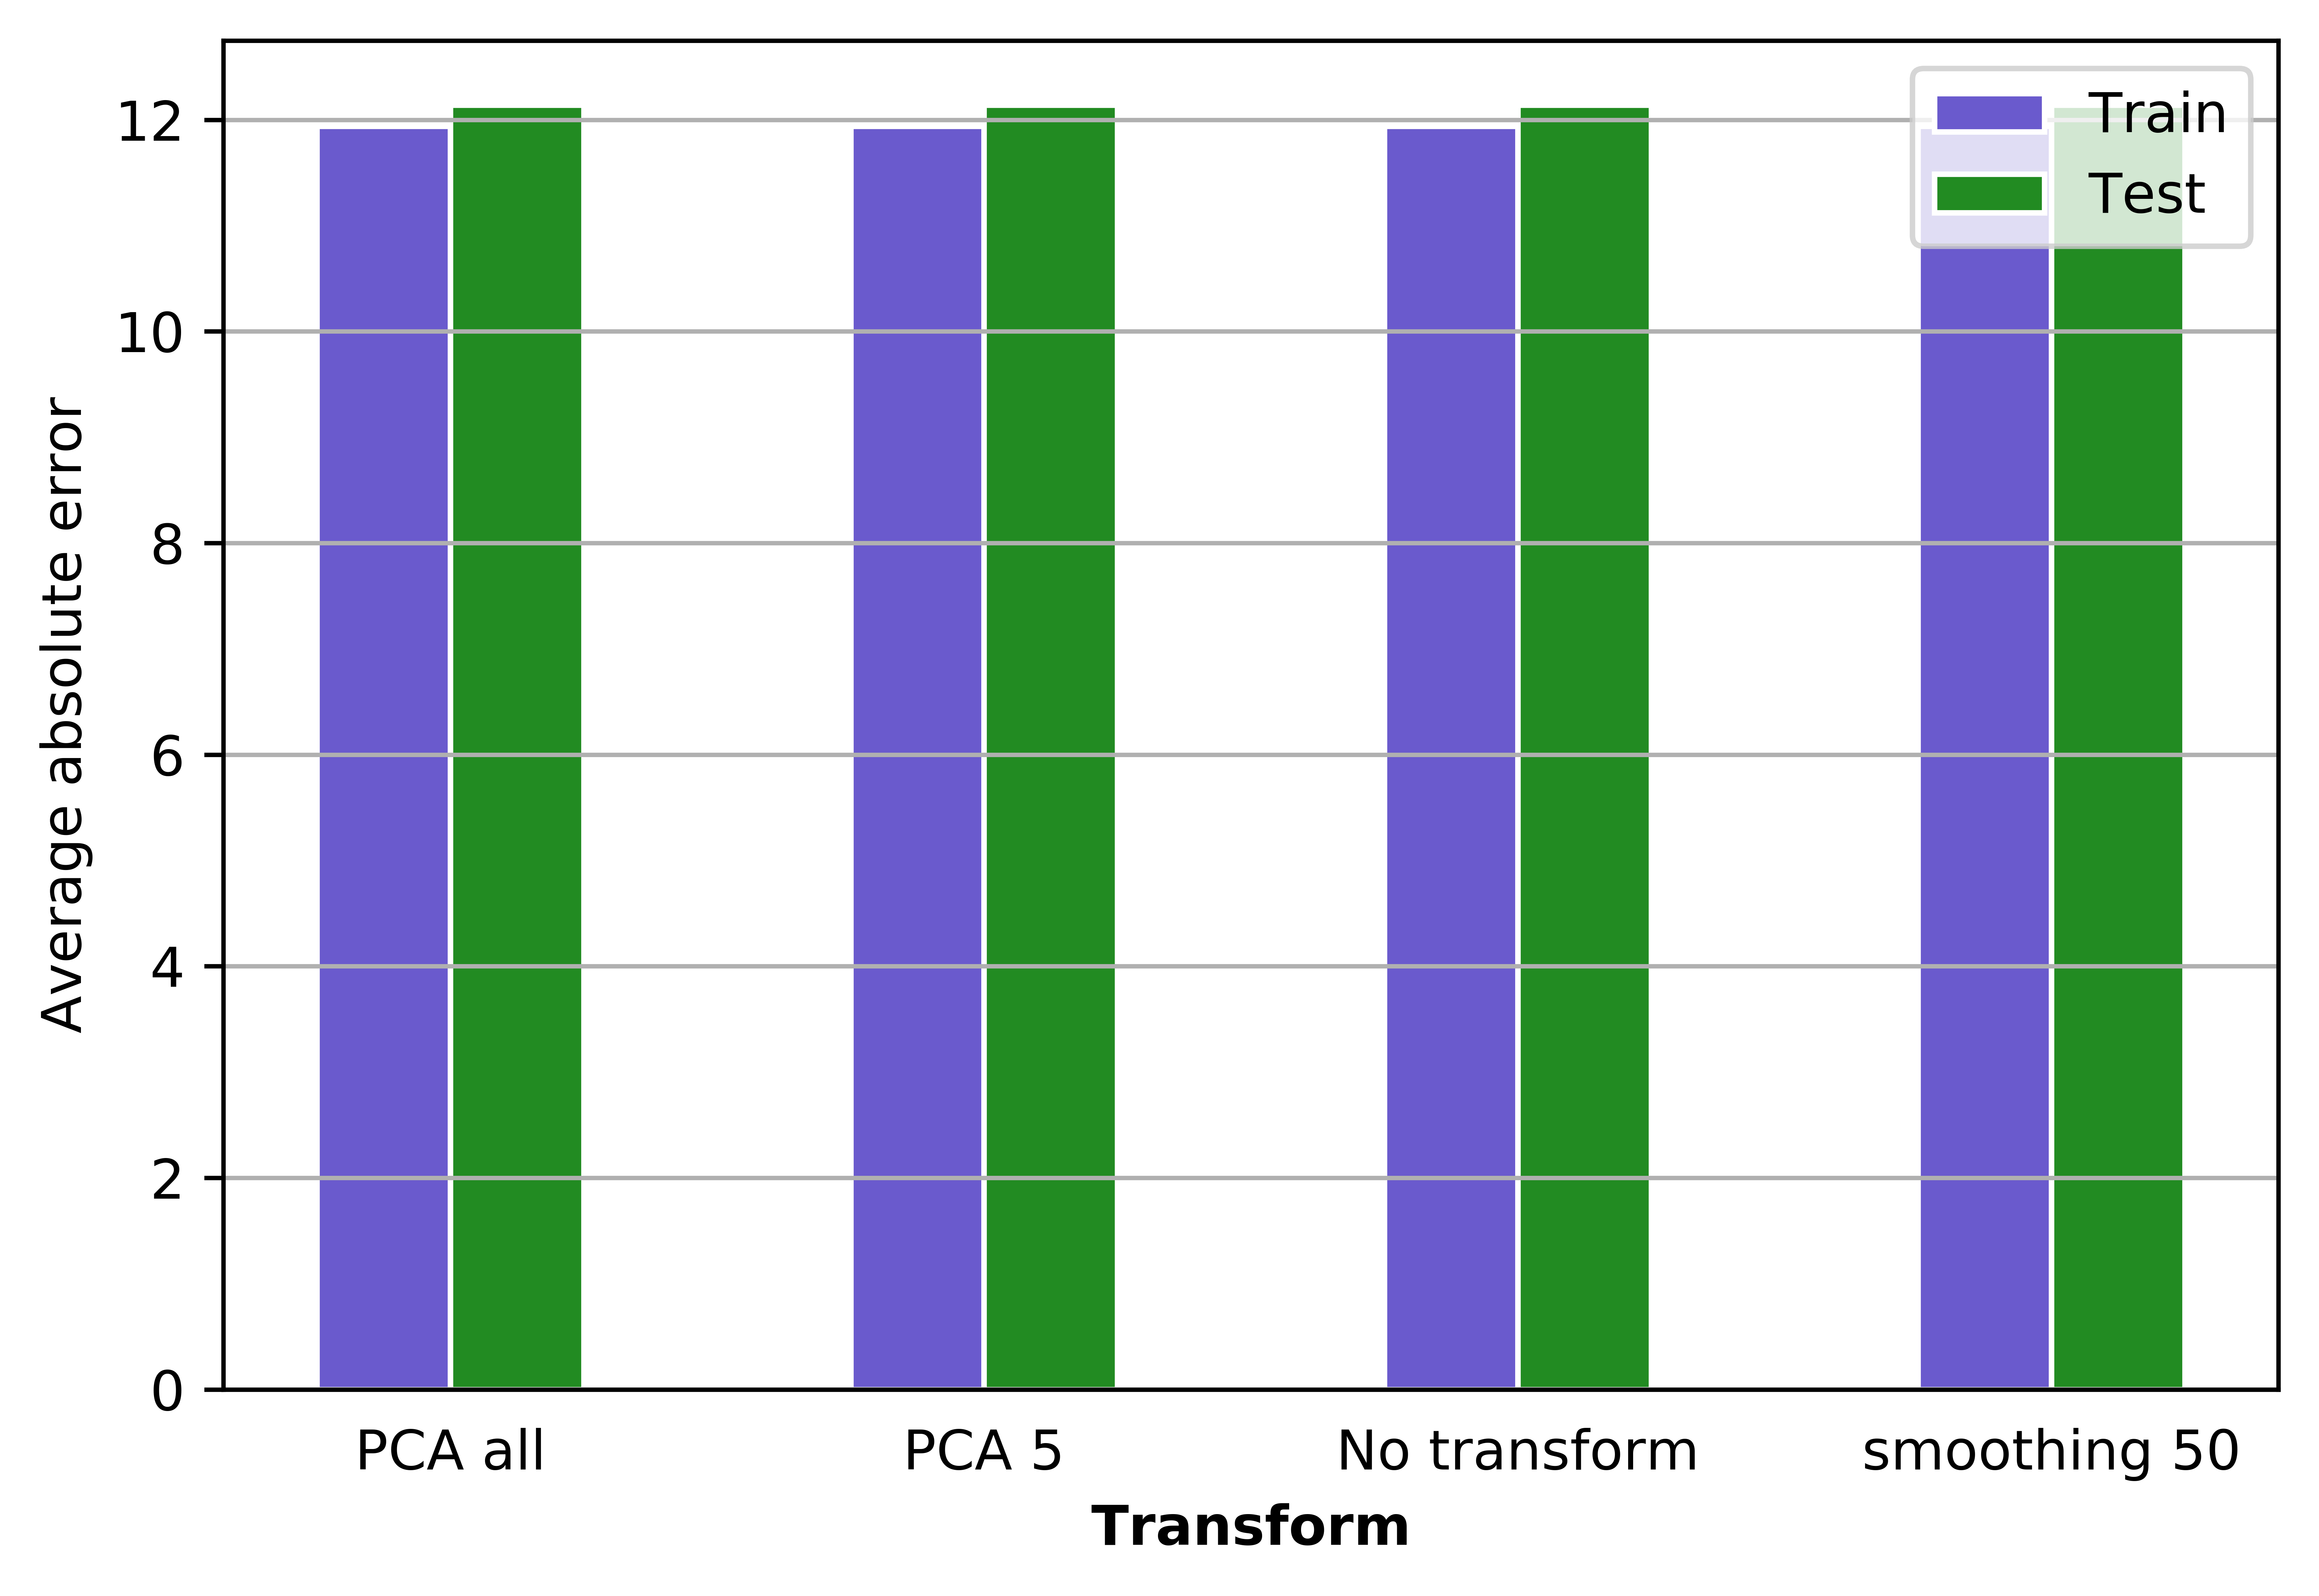 Train
Test
12
10
8
6
4
2
0
Average absolute error
PCA all
PCA 5
No transform
smoothing 50
Transform